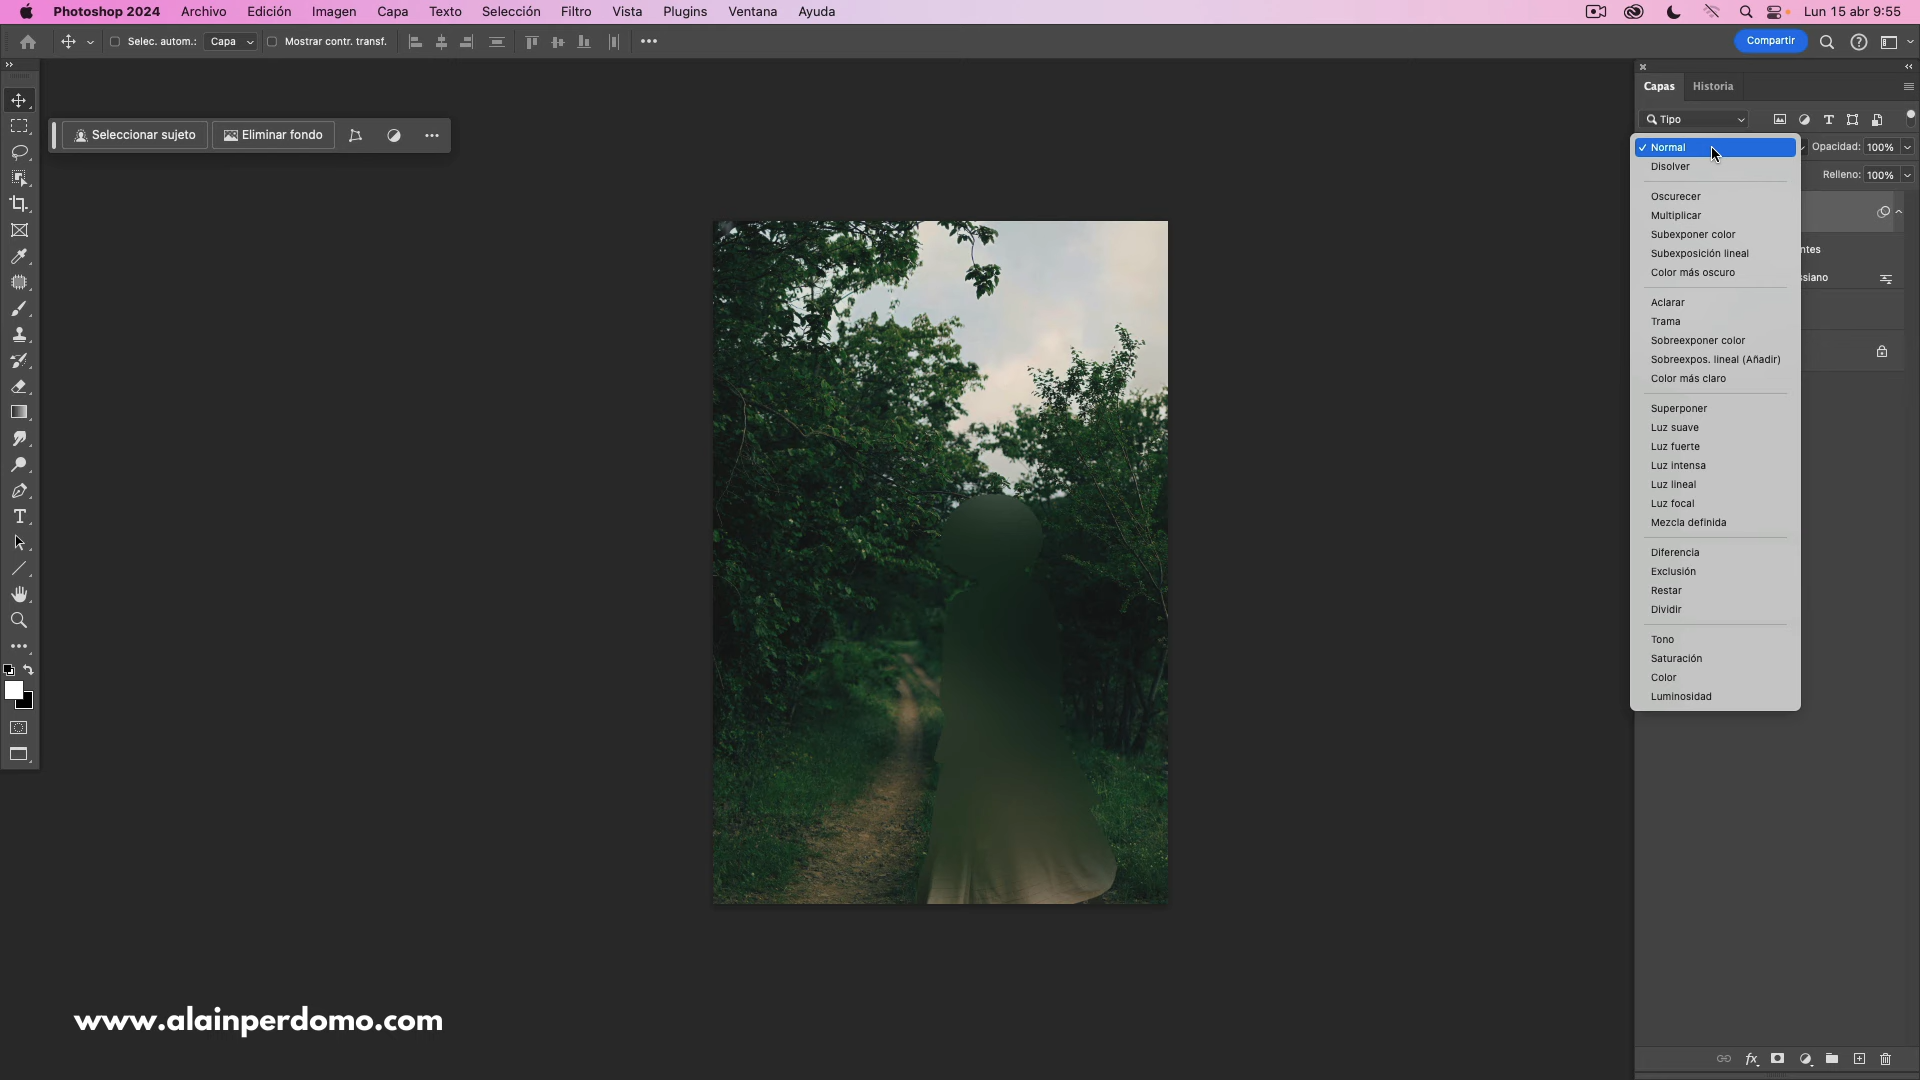 Photoshop 2024 Archivo Edición Imagen Capa Texto Selección Filtro Vista Plugins Ventana Ayuda Lun 15 abr 9:55
Selec. autom.: Capa Mostrar contr. transf. Compartir
Capas Historia
Tipo
Seleccionar sujeto Eliminar fondo
Normal Opacidad: 100%
Disolver
Relleno: 100%
Oscurecer
Multiplicar
Subexponer color
ntes
Subexposición lineal
Color más oscuro
ssiano
Aclarar
Trama
Sobreexponer color
Sobreexpos. lineal (Añadir)
Color más claro
Superponer
Luz suave
Luz fuerte
Luz intensa
Luz lineal
Luz focal
Mezcla definida
Diferencia
Exclusión
Restar
Dividir
Tono
Saturación
Color
Luminosidad
www.alainperdomo.com
fx